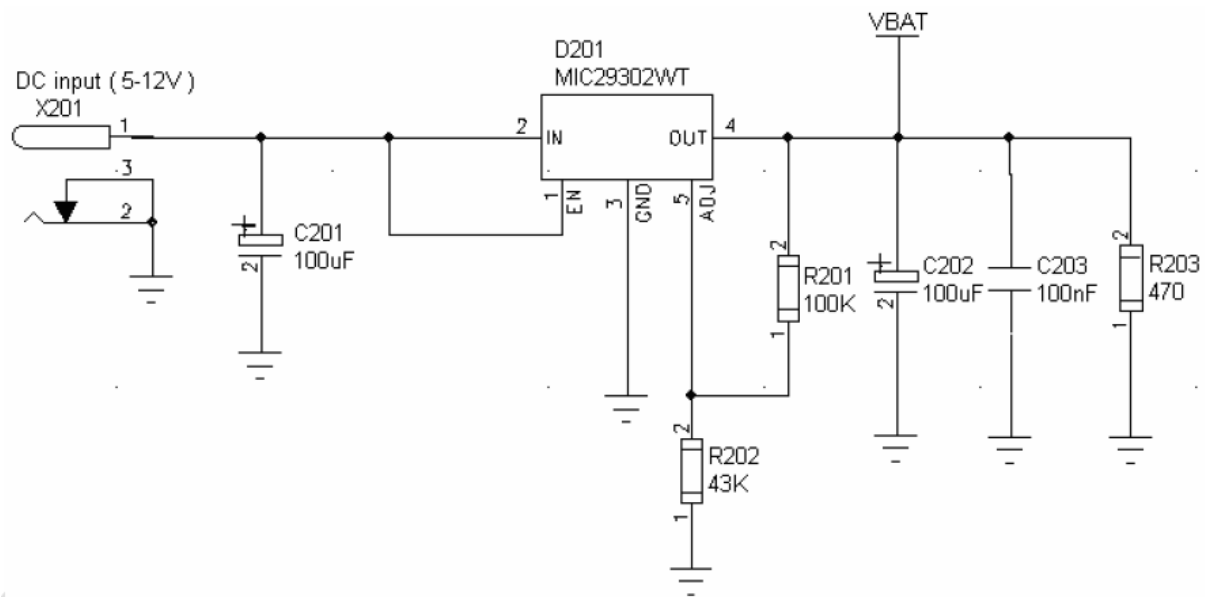 VBAT
D201
MIC29302WT
DC input ( 5-12V )
X201
1
2
IN
OUT
4
3
2
1
EN
3
GND
5
ADJ
C201
100uF
2
2
R201
100K
1
C202
100uF
2
C203
100nF
2
R203
470
1
2
R202
43K
1